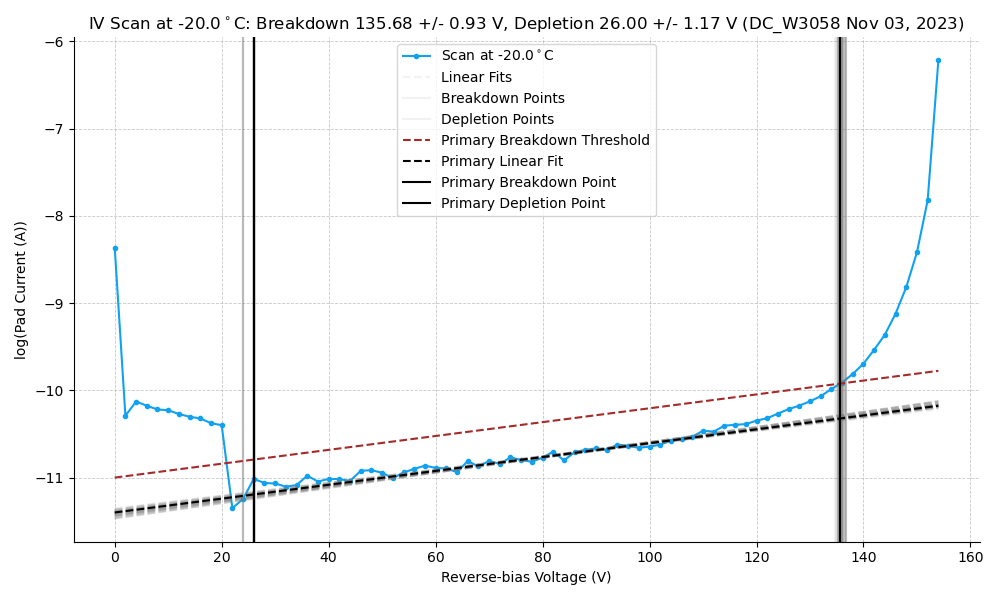 IV Scan at -20.0°C: Breakdown 135.68 +/- 0.93 V, Depletion 26.00 +/- 1.17 V (DC_W3058 Nov 03, 2023)
Scan at -20.0°C
Linear Fits
Breakdown Points
Depletion Points
Primary Breakdown Threshold
Primary Linear Fit
Primary Breakdown Point
Primary Depletion Point
log(Pad Current (A))
−6
−7
−8
−9
−10
−11
0 20 40 60 80 100 120 140 160
Reverse-bias Voltage (V)